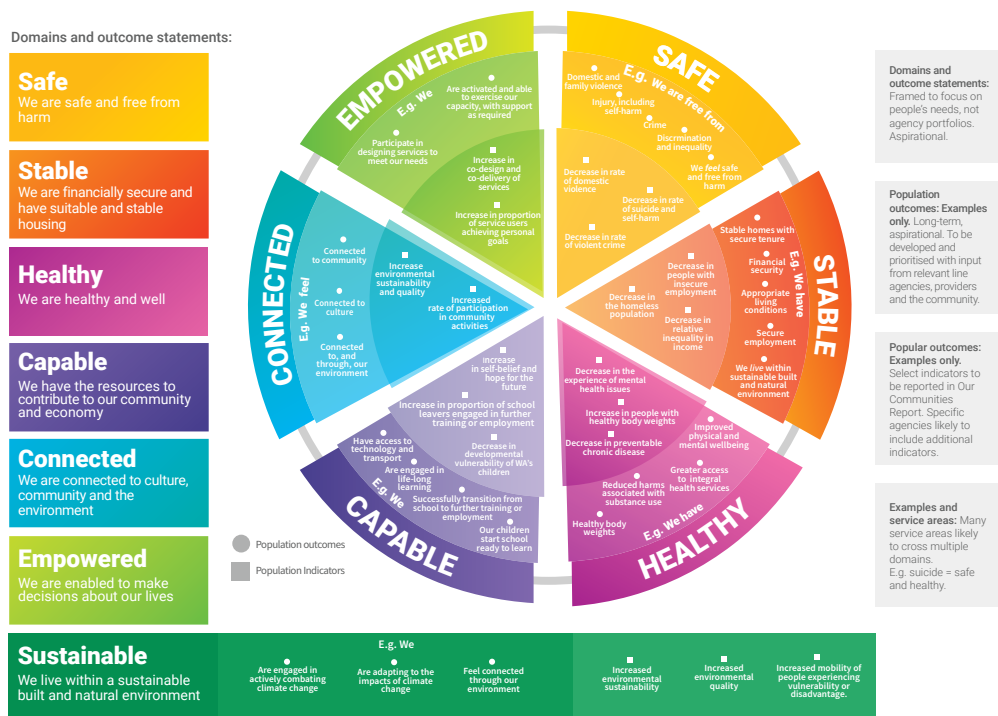 Domains and outcome statements:
Safe
We are safe and free from
harm
Stable
We are financially secure and
have suitable and stable
housing
Healthy
We are healthy and well
Capable
We have the resources to
contribute to our community
and economy
Connected
We are connected to culture,
community and the
environment
Empowered
We are enabled to make
decisions about our lives
EMPOWERED
E.g. We
Are activated and able
to exercise our
capacity, with support
as required
Participate in
designing services to
meet our needs
Increase in
co-design and
co-delivery of
services
Increase in proportion
of service users
achieving personal
goals
SAFE
E.g. We are free from
Domestic and
family violence
Injury, including
self-harm
Crime
Discrimination
and inequality
We feel safe
and free from
harm
Decrease in rate
of domestic
violence
Decrease in rate
of suicide and
self-harm
Decrease in rate
of violent crime
STABLE
E.g. We have
Stable homes with
secure tenure
Financial
security
Appropriate
living
conditions
Secure
employment
We live within
sustainable built
and natural
environment
Decrease in
people with
insecure
employment
Decrease in
the homeless
population
Decrease in
relative
inequality in
income
HEALTHY
E.g. We have
Decrease in the
experience of mental
health issues
Increase in people with
healthy body weights
Decrease in preventable
chronic disease
Improved
physical and
mental wellbeing
Greater access
to integral
health services
Reduced harms
associated with
substance use
Healthy body
weights
CAPABLE
E.g. We
increase
in self-belief and
hope for the
future
Increase in proportion of school
leavers engaged in further
training or employment
Decrease in
developmental
vulnerability of WA's
children
Have access to
technology and
transport
Are engaged in
life-long
learning
Successfully transition from
school to further training or
employment
Our children
start school
ready to learn
CONNECTED
E.g. We feel
Connected
to community
Connected to
culture
Connected
to, and
through, our
environment
Increase
environmental
sustainability
and quality
Increased
rate of participation
in community
activities
Population outcomes
Population Indicators
Domains and
outcome statements:
Framed to focus on
people's needs, not
agency portfolios.
Aspirational.
Population
outcomes: Examples
only. Long-term,
aspirational. To be
developed and
prioritised with input
from relevant line
agencies, providers
and the community.
Popular outcomes:
Examples only.
Select indicators to
be reported in Our
Communities
Report. Specific
agencies likely to
include additional
indicators.
Examples and
service areas: Many
service areas likely
to cross multiple
domains.
E.g. suicide = safe
and healthy.
Sustainable
We live within a sustainable
built and natural environment
E.g. We
Are engaged in
actively combating
climate change
Are adapting to the
impacts of climate
change
Feel connected
through our
environment
Increased
environmental
sustainability
Increased
environmental
quality
Increased mobility of
people experiencing
vulnerability or
disadvantage.